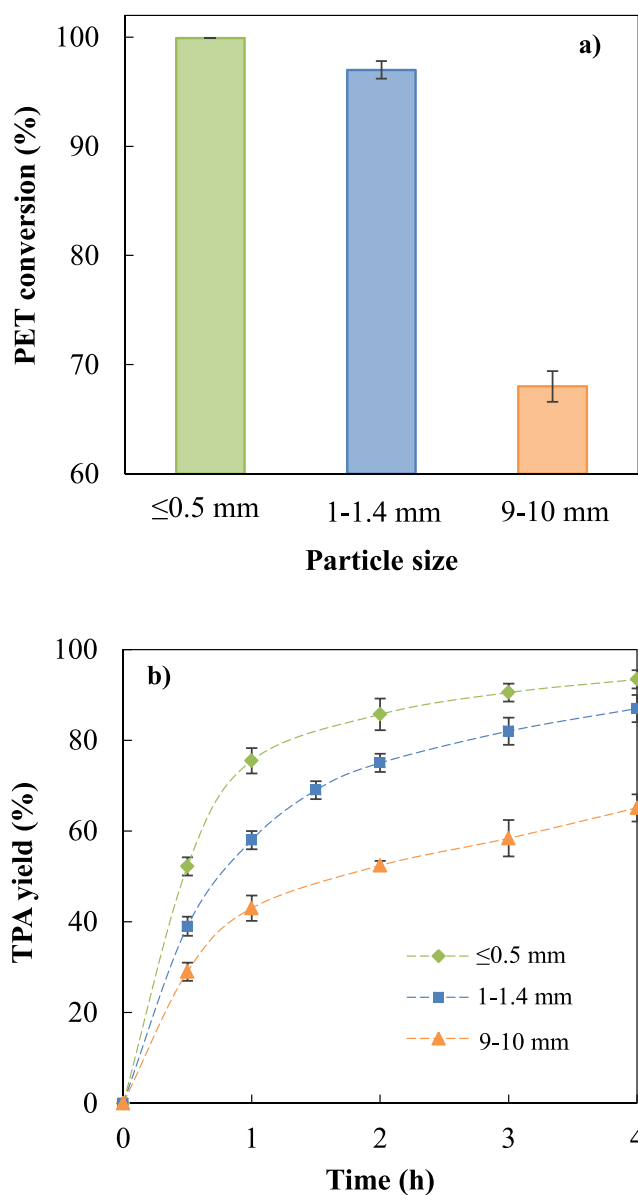 a)
PET conversion (%)
100
90
80
70
60
≤0.5 mm 1-1.4 mm 9-10 mm
Particle size
b)
TPA yield (%)
100
80
60
40
20
0
≤0.5 mm
1-1.4 mm
9-10 mm
0 1 2 3 4
Time (h)